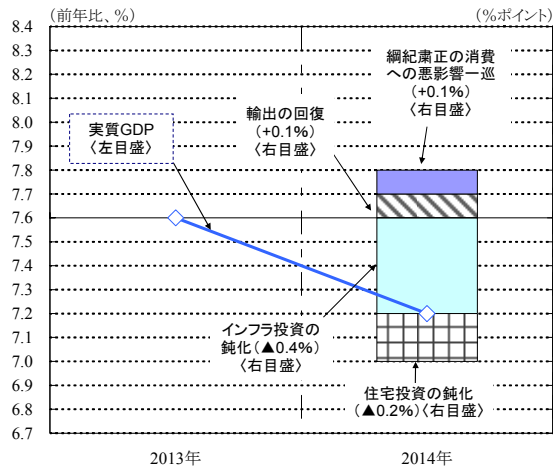 (前年比、%)
(%ポイント)
8.4
8.3
8.2
8.1
8.0
7.9
7.8
7.7
7.6
7.5
7.4
7.3
7.2
7.1
7.0
6.9
6.8
6.7
綱紀粛正の消費
への悪影響一巡
(+0.1%)
〈右目盛〉
輸出の回復
(+0.1%)
〈右目盛〉
実質GDP
〈左目盛〉
インフラ投資の
鈍化(▲0.4%)
〈右目盛〉
住宅投資の鈍化
(▲0.2%)〈右目盛〉
2013年
2014年